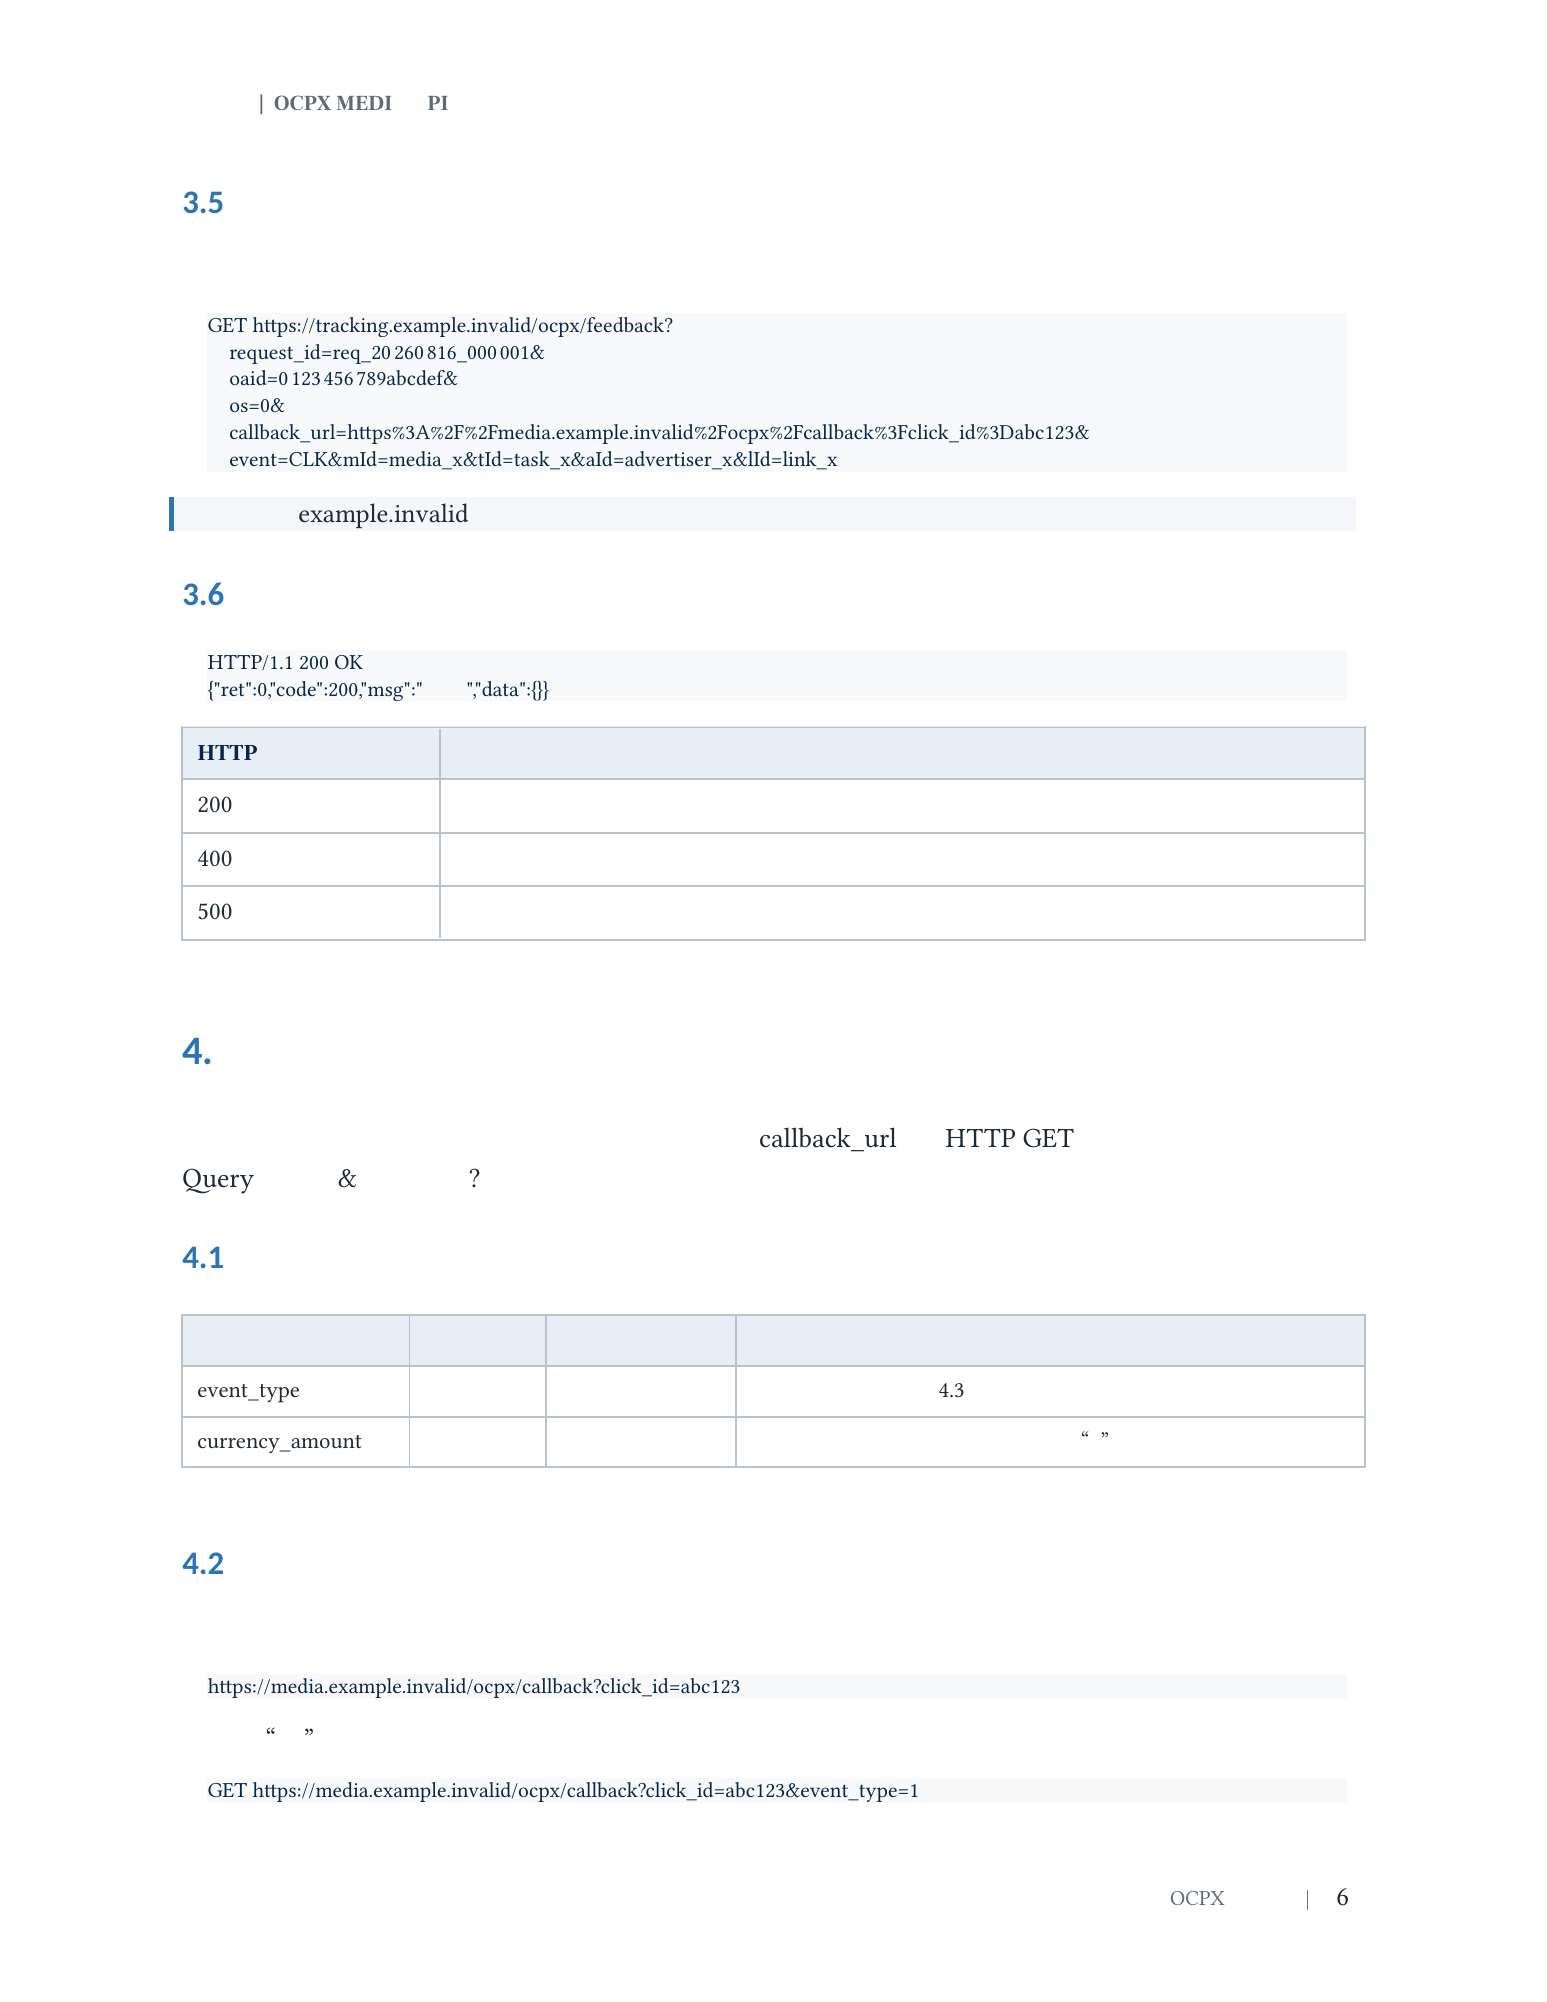 | OCPX MEDI PI
3.5
GET https://tracking.example.invalid/ocpx/feedback?
request_id=req_20 260 816_000 001&
oaid=0 123 456 789abcdef&
os=0&
callback_url=https%3A%2F%2Fmedia.example.invalid%2Focpx%2Fcallback%3Fclick_id%3Dabc123&
event=CLK&mId=media_x&tId=task_x&aId=advertiser_x&lId=link_x
example.invalid
3.6
HTTP/1.1 200 OK
{"ret":0,"code":200,"msg":" ","data":{}}
HTTP
200
400
500
4.
callback_url HTTP GET
Query & ?
4.1
event_type 4.3
currency_amount “ ”
4.2
https://media.example.invalid/ocpx/callback?click_id=abc123
“ ”
GET https://media.example.invalid/ocpx/callback?click_id=abc123&event_type=1
OCPX | 6